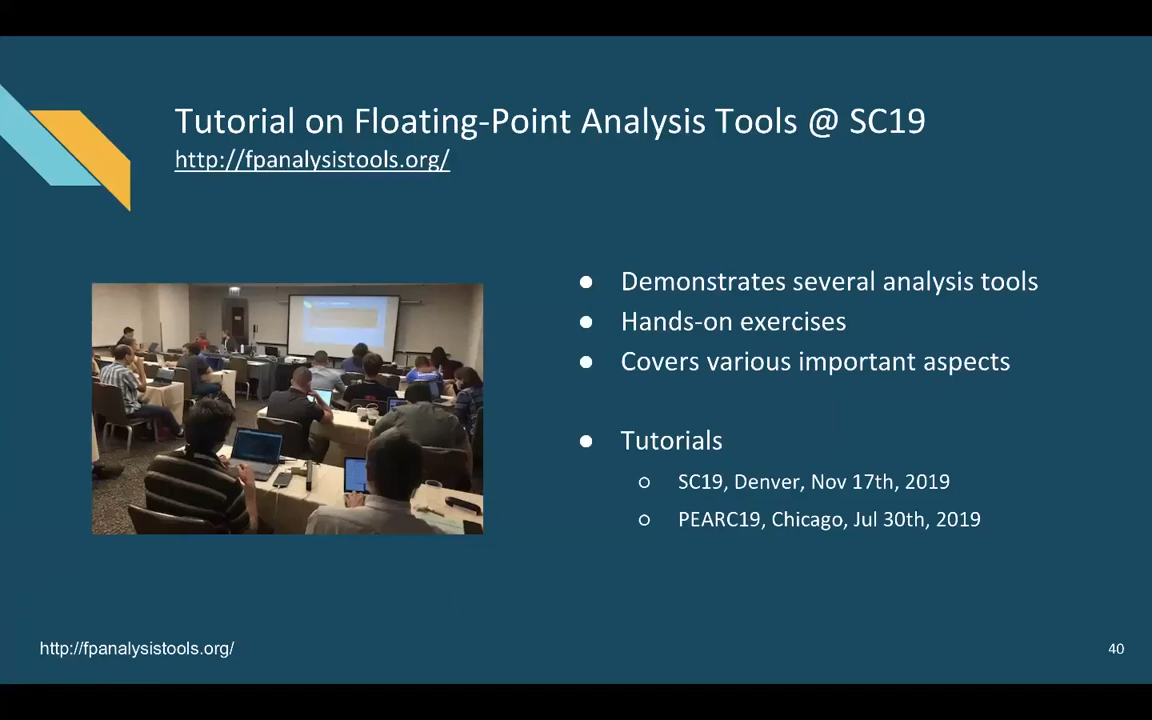 Tutorial on Floating-Point Analysis Tools @ SC19
http://fpanalysistools.org/
● Demonstrates several analysis tools
● Hands-on exercises
● Covers various important aspects
● Tutorials
○ SC19, Denver, Nov 17th, 2019
○ PEARC19, Chicago, Jul 30th, 2019
http://fpanalysistools.org/
40